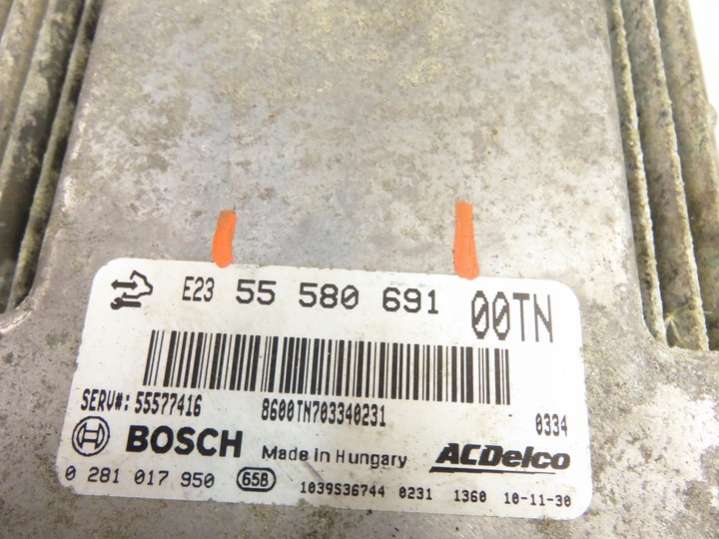 E23 55 580 691 00TN
SERV#: 55577416 8600TN703340231 0334
BOSCH Made in Hungary ACDelco
0 281 017 950 658 1039S36744 0231 1360 10-11-30